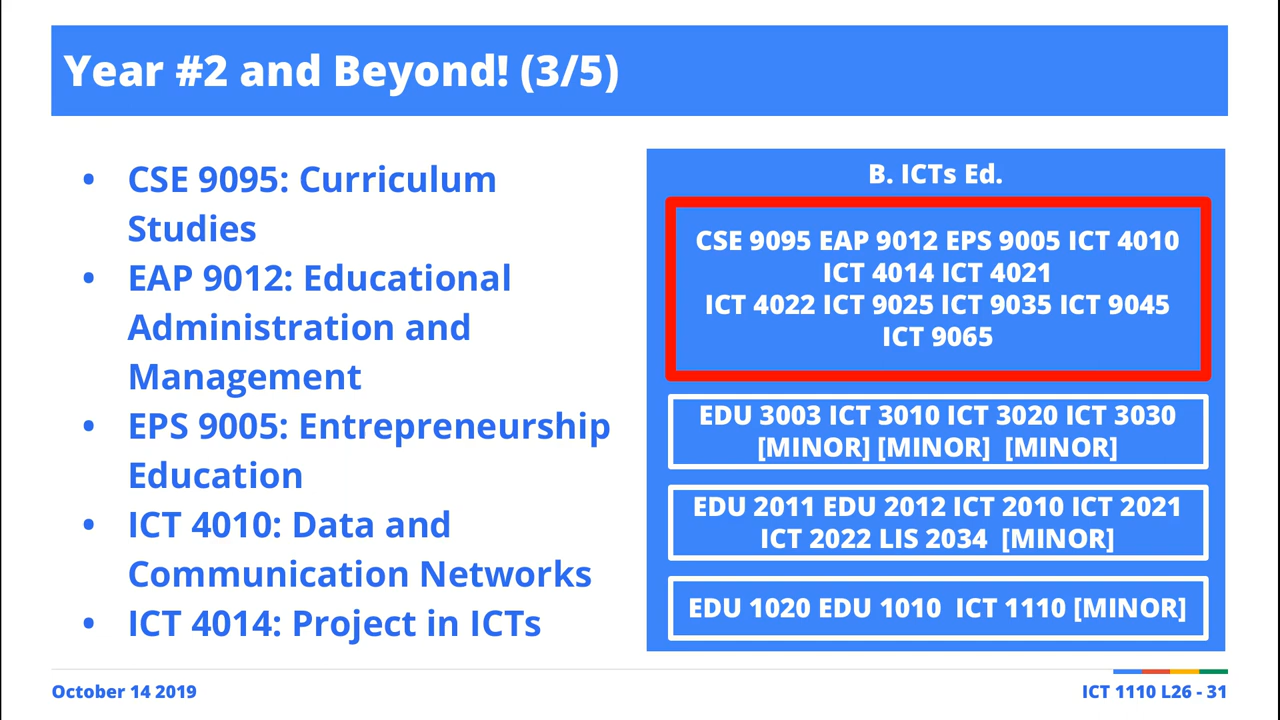 Year #2 and Beyond! (3/5)
• CSE 9095: Curriculum
Studies
• EAP 9012: Educational
Administration and
Management
• EPS 9005: Entrepreneurship
Education
• ICT 4010: Data and
Communication Networks
• ICT 4014: Project in ICTs
B. ICTs Ed.
CSE 9095 EAP 9012 EPS 9005 ICT 4010
ICT 4014 ICT 4021
ICT 4022 ICT 9025 ICT 9035 ICT 9045
ICT 9065
EDU 3003 ICT 3010 ICT 3020 ICT 3030
[MINOR] [MINOR] [MINOR]
EDU 2011 EDU 2012 ICT 2010 ICT 2021
ICT 2022 LIS 2034 [MINOR]
EDU 1020 EDU 1010 ICT 1110 [MINOR]
October 14 2019
ICT 1110 L26 - 31